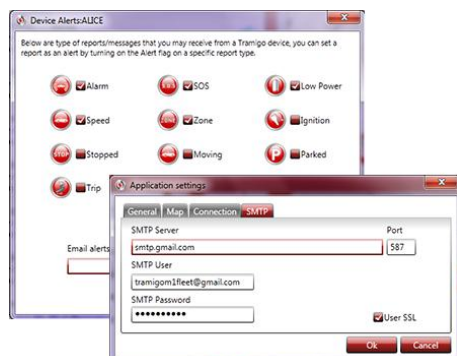 Device Alerts:ALICE
Below are type of reports/messages that you may receive from a Tramigo device, you can set a
report as an alert by turning on the Alert flag on a specific report type.
Alarm
SOS
Low Power
Speed
Zone
Ignition
STOP
Stopped
Moving
P
Parked
Trip
Email alerts
Application settings
General
Map
Connection
SMTP
SMTP Server
Port
smtp.gmail.com
587
SMTP User
tramigom1fleet@gmail.com
SMTP Password
User SSL
Ok
Cancel